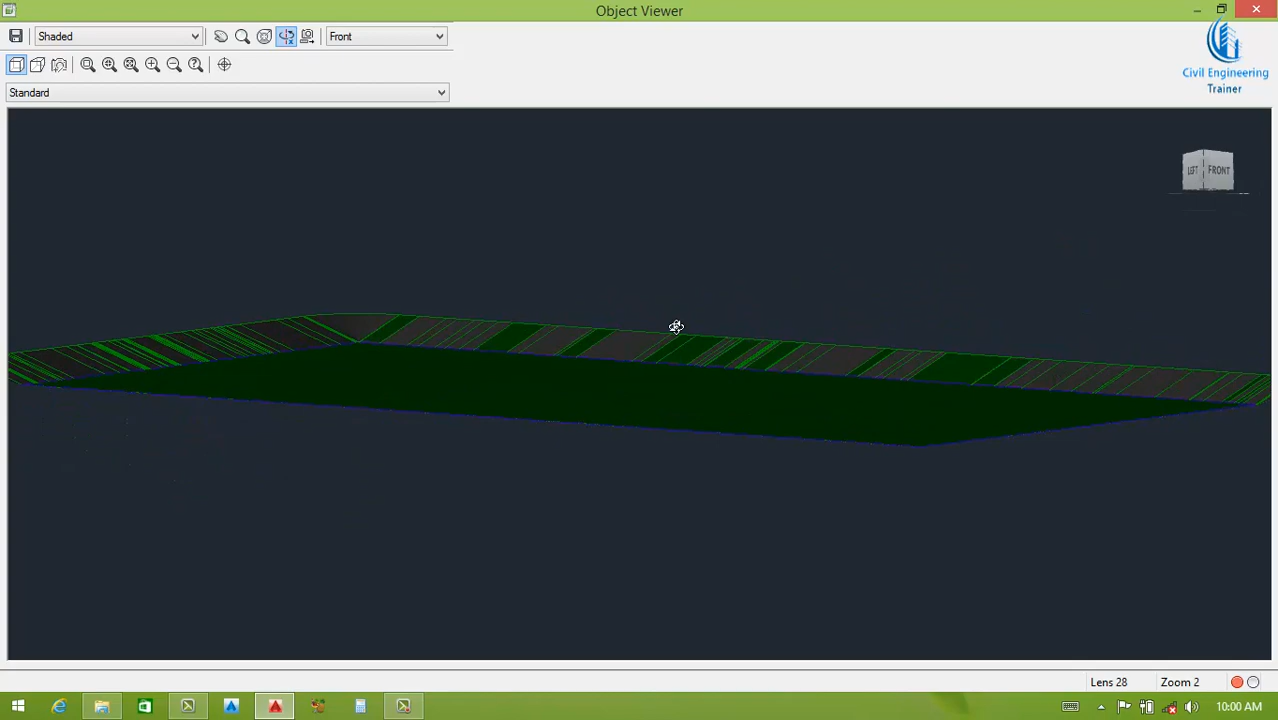 Object Viewer
Shaded
Front
Standard
Civil Engineering
Trainer
LEFT
FRONT
Lens 28
Zoom 2
10:00 AM